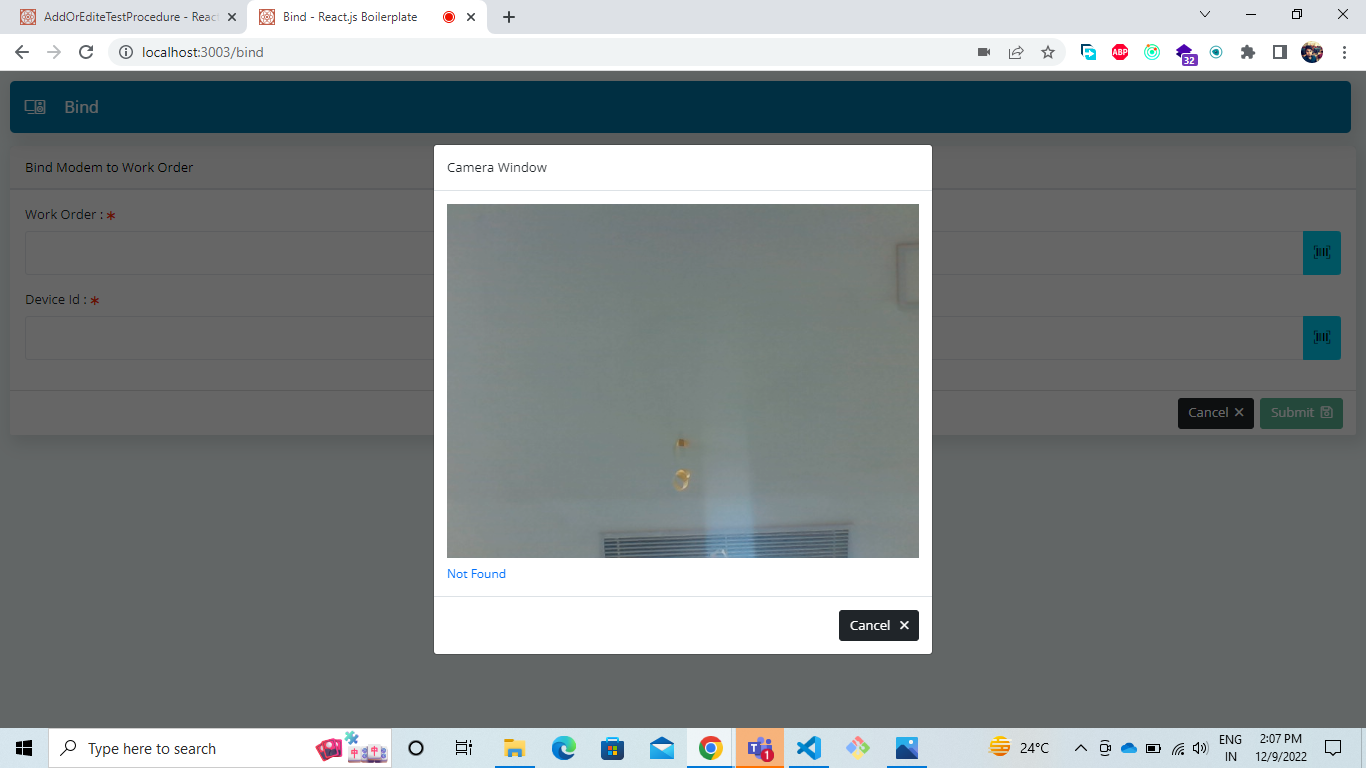 AddOrEditeTestProcedure - Reac
Bind - React.js Boilerplate
localhost:3003/bind
ABP
32
Bind
Bind Modem to Work Order
Camera Window
Work Order : *
Device Id : *
Cancel
Submit
Not Found
Cancel
Type here to search
1
24°C
ENG
IN
2:07 PM
12/9/2022